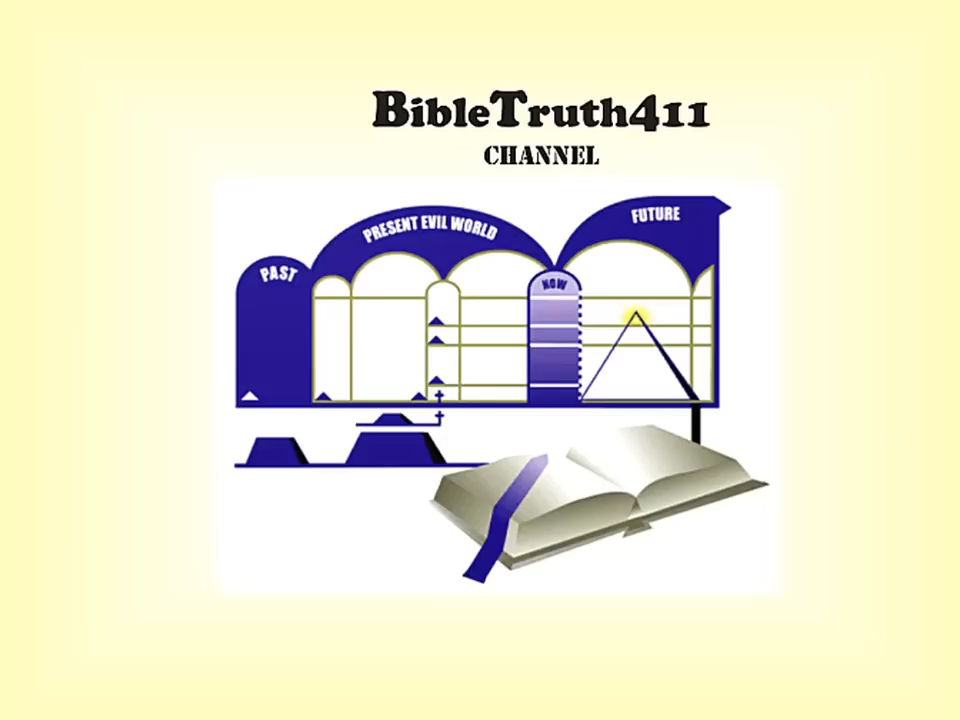 BibleTruth411
CHANNEL
PAST
PRESENT EVIL WORLD
NOW
FUTURE